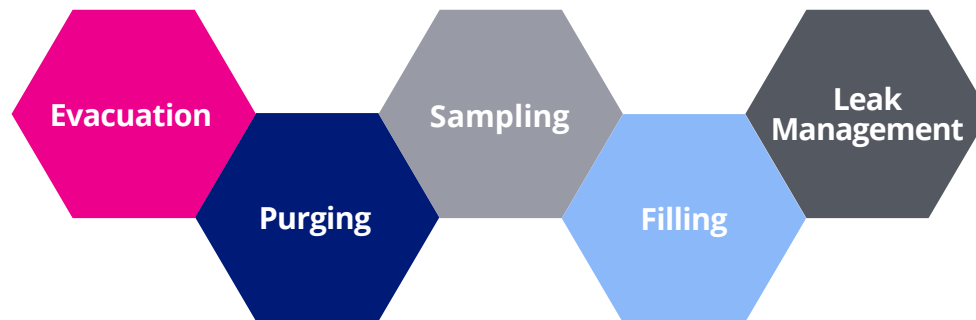 Evacuation
Purging
Sampling
Filling
Leak
Management